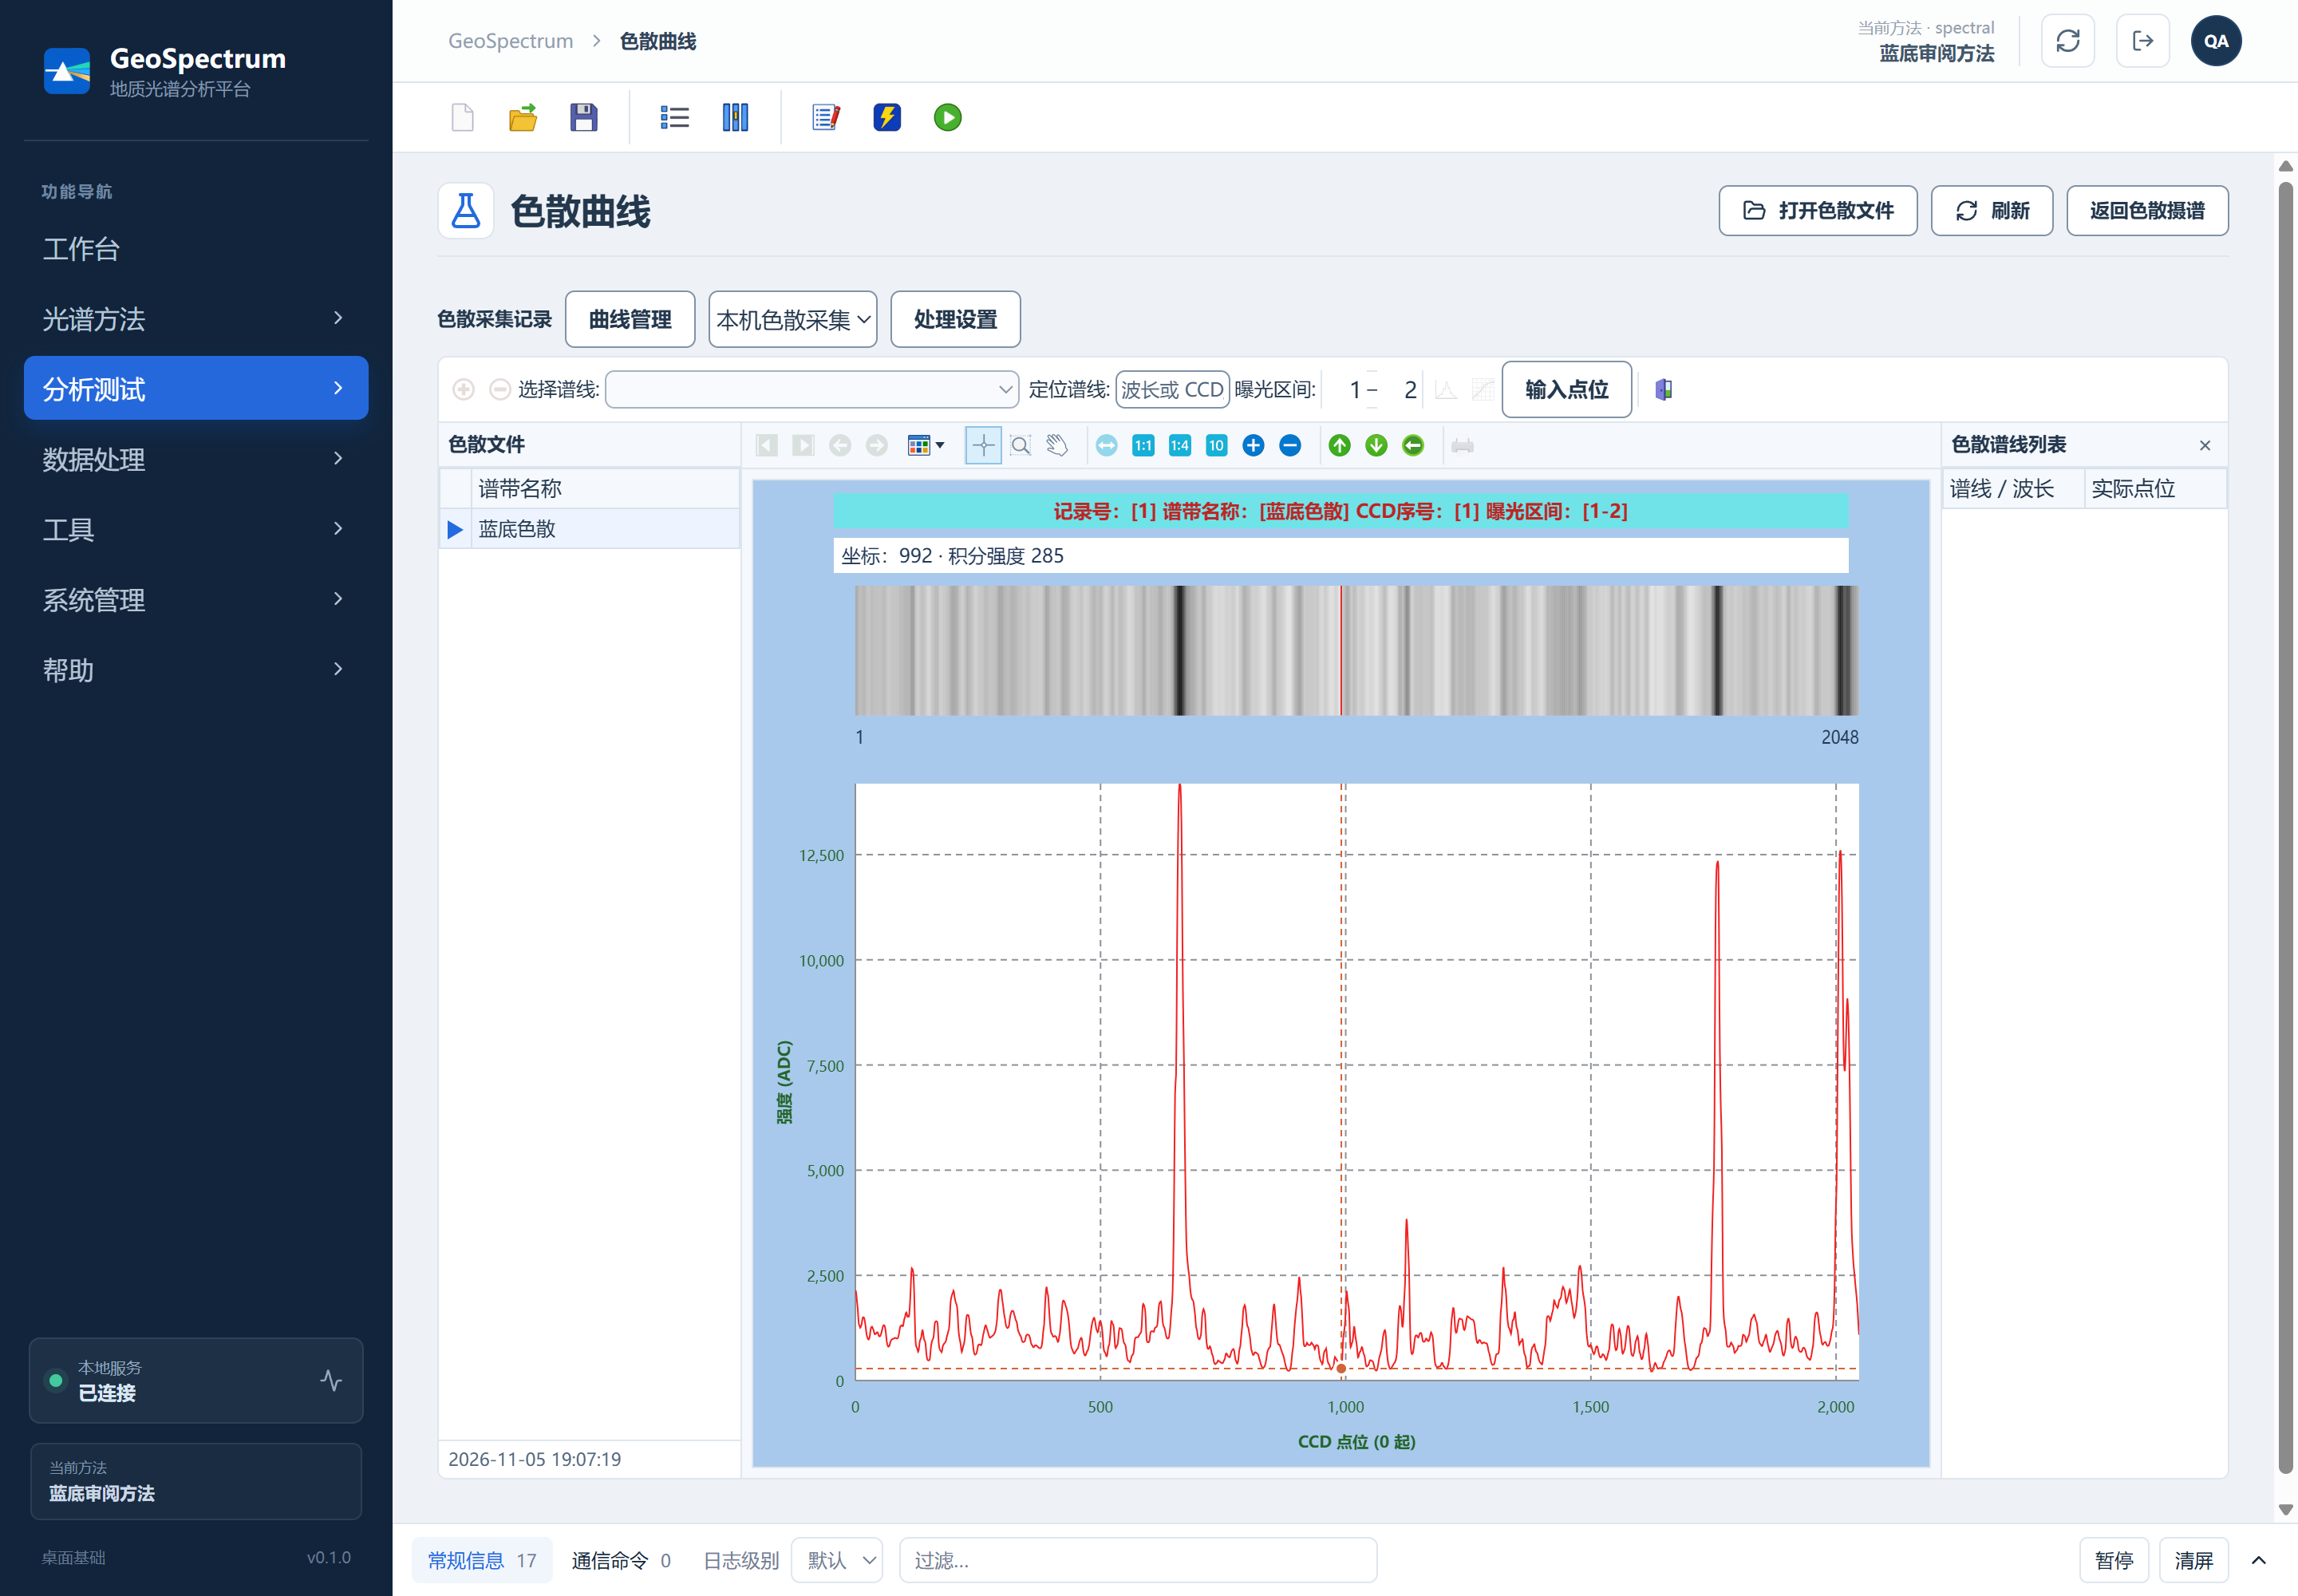 GeoSpectrum
地质光谱分析平台
功能导航
工作台
光谱方法
分析测试
数据处理
工具
系统管理
帮助
本地服务
已连接
当前方法
蓝底审阅方法
桌面基础 v0.1.0
GeoSpectrum 色散曲线
当前方法 · spectral
蓝底审阅方法
QA
色散曲线
打开色散文件 刷新 返回色散摄谱
色散采集记录 曲线管理 本机色散采集 处理设置
选择谱线: 定位谱线: 波长或 CCD 曝光区间: 1 – 2 输入点位
色散文件
谱带名称
蓝底色散
2026-11-05 19:07:19
1:1 1:4 10
记录号：[1] 谱带名称：[蓝底色散] CCD序号：[1] 曝光区间：[1-2]
坐标：992 · 积分强度 285
1 2048
12,500
10,000
7,500
5,000
2,500
0
强度 (ADC)
0 500 1,000 1,500 2,000
CCD 点位 (0 起)
色散谱线列表 ×
谱线 / 波长 实际点位
常规信息 17 通信命令 0 日志级别 默认 过滤... 暂停 清屏